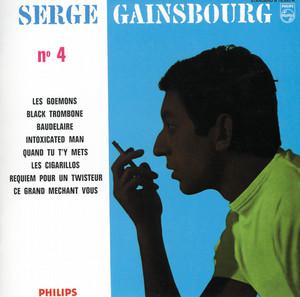 SERGE GAINSBOURG
PHILIPS
nº 4
LES GOEMONS
BLACK TROMBONE
BAUDELAIRE
INTOXICATED MAN
QUAND TU T'Y METS
LES CIGARILLOS
REQUIEM POUR UN TWISTEUR
CE GRAND MECHANT VOUS
PHILIPS